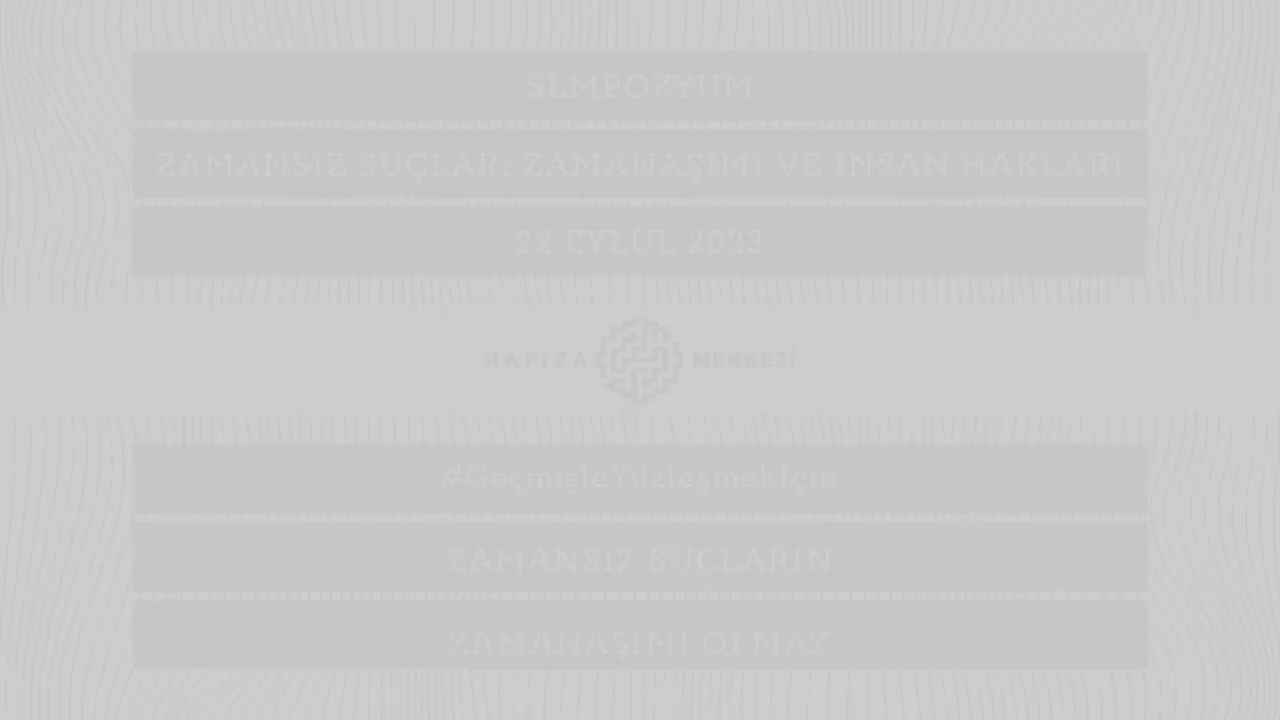 SEMPOZYUM
ZAMANSIZ SUÇLAR: ZAMANAŞIMI VE İNSAN HAKLARI
22 EYLÜL 2023
HAFIZA MERKEZİ
#GeçmişleYüzleşmekİçin
ZAMANSIZ SUÇLARIN
ZAMANAŞIMI OLMAZ